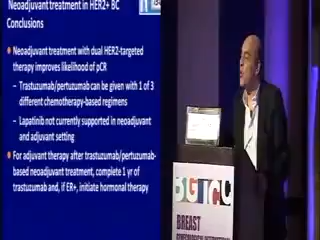 Neoadjuvant treatment in HER2+ BC
Conclusions
• Neoadjuvant treatment with dual HER2-targeted
therapy improves likelihood of pCR
– Trastuzumab/pertuzumab can be given with 1 of 3
different chemotherapy-based regimens
– Lapatinib not currently supported in neoadjuvant
and adjuvant setting
• For adjuvant therapy after trastuzumab/pertuzumab-
based neoadjuvant treatment, complete 1 yr of
trastuzumab and, if ER+, initiate hormonal therapy
BREAST